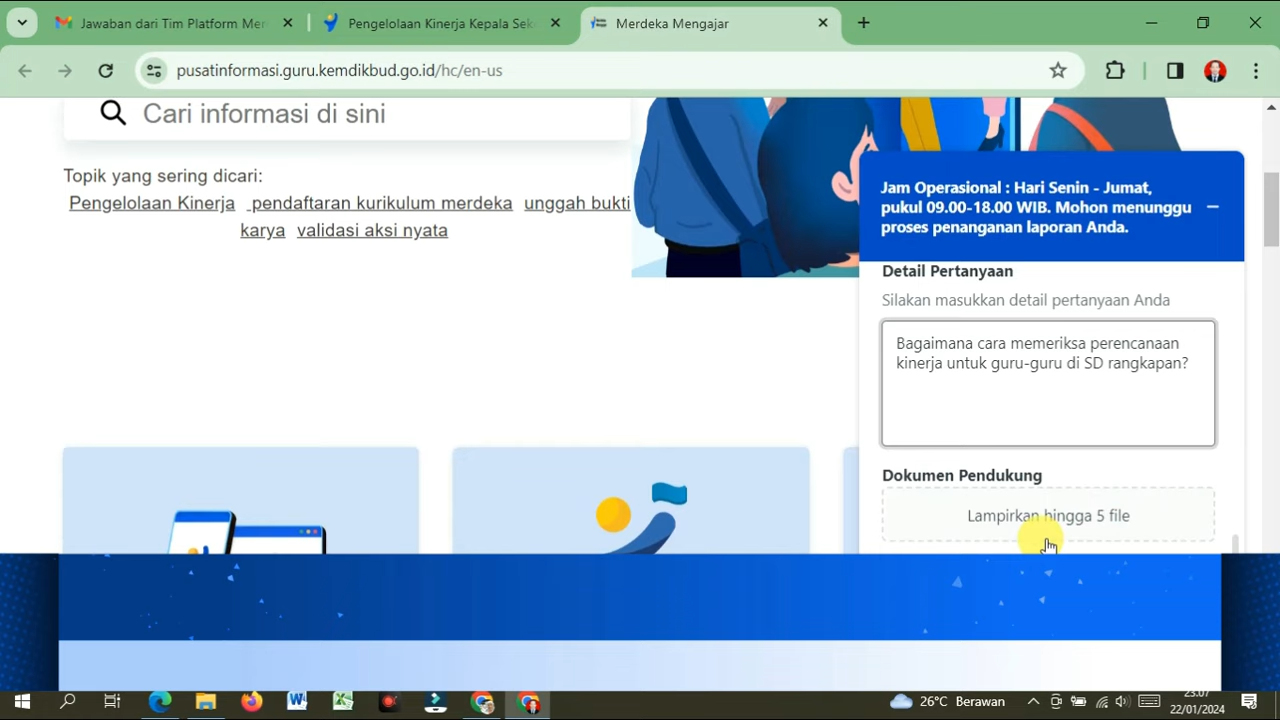 Jawaban dari Tim Platform Mer
Pengelolaan Kinerja Kepala Sek
Merdeka Mengajar
pusatinformasi.guru.kemdikbud.go.id/hc/en-us
Cari informasi di sini
Topik yang sering dicari:
Pengelolaan Kinerja pendaftaran kurikulum merdeka unggah bukti
karya validasi aksi nyata
Jam Operasional : Hari Senin - Jumat,
pukul 09.00-18.00 WIB. Mohon menunggu
proses penanganan laporan Anda.
Detail Pertanyaan
Silakan masukkan detail pertanyaan Anda
Bagaimana cara memeriksa perencanaan
kinerja untuk guru-guru di SD rangkapan?
Dokumen Pendukung
Lampirkan hingga 5 file
26°C Berawan
23.07
22/01/2024